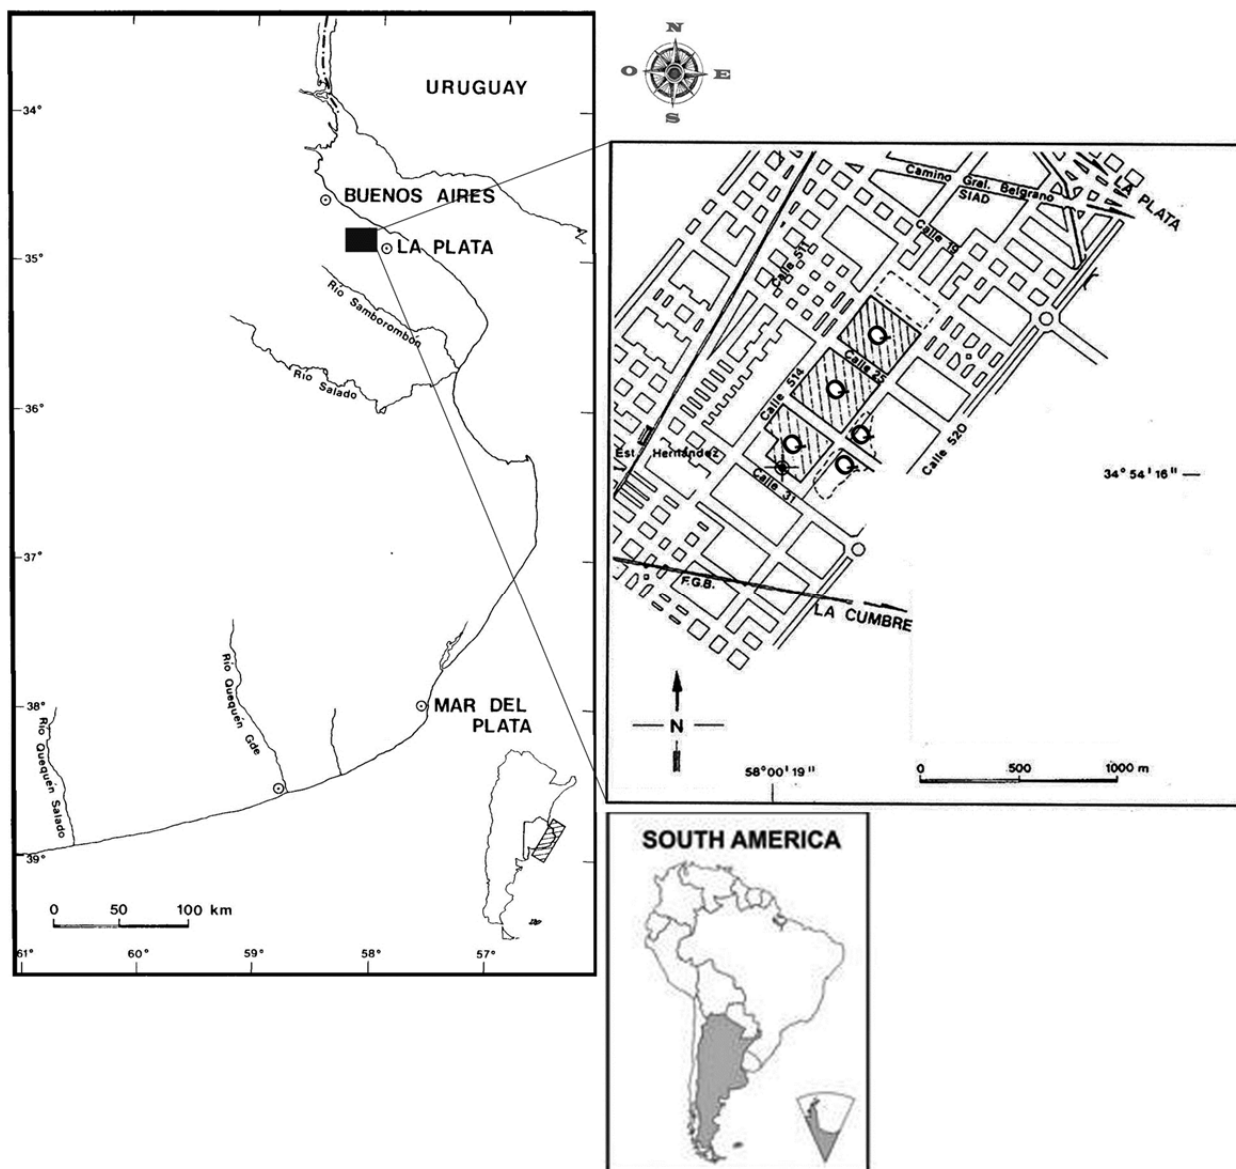 N
O
E
S
URUGUAY
34°
BUENOS AIRES
LA PLATA
35°
Río Samborombón
Río Salado
36°
37°
38°
MAR DEL
PLATA
Río Quequén Gde
Río Quequén Salado
39°
0 50 100 km
61° 60° 59° 58° 57°
Camino Gral. Belgrano
SIAD
LA PLATA
Calle 19
Calle 511
Q
Calle 25
Q
Calle 514
Q
Q
Q
Calle 520
Est. Hernández
Calle 31
34° 54' 16"
F.G.B.
LA CUMBRE
N
58° 00' 19"
0 500 1000 m
SOUTH AMERICA